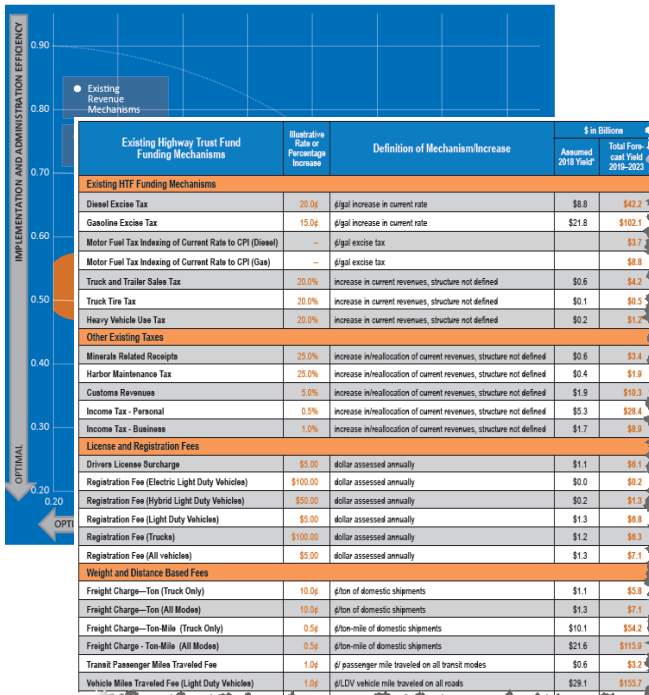 IMPLEMENTATION AND ADMINISTRATION EFFICIENCY
OPTIMAL
0.90
0.80
0.70
0.60
0.50
0.40
0.30
0.20
0.20
Existing
Revenue
Mechanisms
Existing Highway Trust Fund
Funding Mechanisms
Illustrative
Rate or
Percentage
Increase
Definition of Mechanism/Increase
$ in Billions
Assumed
2018 Yield*
Total Fore-
cast Yield
2019–2023
Existing HTF Funding Mechanisms
Diesel Excise Tax 20.0¢ ¢/gal increase in current rate $8.8 $42.2
Gasoline Excise Tax 15.0¢ ¢/gal increase in current rate $21.8 $102.1
Motor Fuel Tax Indexing of Current Rate to CPI (Diesel) – ¢/gal excise tax $3.7
Motor Fuel Tax Indexing of Current Rate to CPI (Gas) – ¢/gal excise tax $8.8
Truck and Trailer Sales Tax 20.0% increase in current revenues, structure not defined $0.6 $4.2
Truck Tire Tax 20.0% increase in current revenues, structure not defined $0.1 $0.5
Heavy Vehicle Use Tax 20.0% increase in current revenues, structure not defined $0.2 $1.2
Other Existing Taxes
Minerals Related Receipts 25.0% increase in/reallocation of current revenues, structure not defined $0.6 $3.4
Harbor Maintenance Tax 25.0% increase in/reallocation of current revenues, structure not defined $0.4 $1.9
Customs Revenues 5.0% increase in/reallocation of current revenues, structure not defined $1.9 $10.3
Income Tax - Personal 0.5% increase in/reallocation of current revenues, structure not defined $5.3 $28.4
Income Tax - Business 1.0% increase in/reallocation of current revenues, structure not defined $1.7 $8.9
License and Registration Fees
Drivers License Surcharge $5.00 dollar assessed annually $1.1 $6.1
Registration Fee (Electric Light Duty Vehicles) $100.00 dollar assessed annually $0.0 $0.2
Registration Fee (Hybrid Light Duty Vehicles) $50.00 dollar assessed annually $0.2 $1.3
Registration Fee (Light Duty Vehicles) $5.00 dollar assessed annually $1.3 $6.8
Registration Fee (Trucks) $100.00 dollar assessed annually $1.2 $6.3
Registration Fee (All vehicles) $5.00 dollar assessed annually $1.3 $7.1
Weight and Distance Based Fees
Freight Charge—Ton (Truck Only) 10.0¢ ¢/ton of domestic shipments $1.1 $5.8
Freight Charge—Ton (All Modes) 10.0¢ ¢/ton of domestic shipments $1.3 $7.1
Freight Charge—Ton-Mile (Truck Only) 0.5¢ ¢/ton-mile of domestic shipments $10.1 $54.2
Freight Charge - Ton-Mile (All Modes) 0.5¢ ¢/ton-mile of domestic shipments $21.6 $115.9
Transit Passenger Miles Traveled Fee 1.0¢ ¢/ passenger mile traveled on all transit modes $0.6 $3.2
Vehicle Miles Traveled Fee (Light Duty Vehicles) 1.0¢ ¢/LDV vehicle mile traveled on all roads $29.1 $155.7